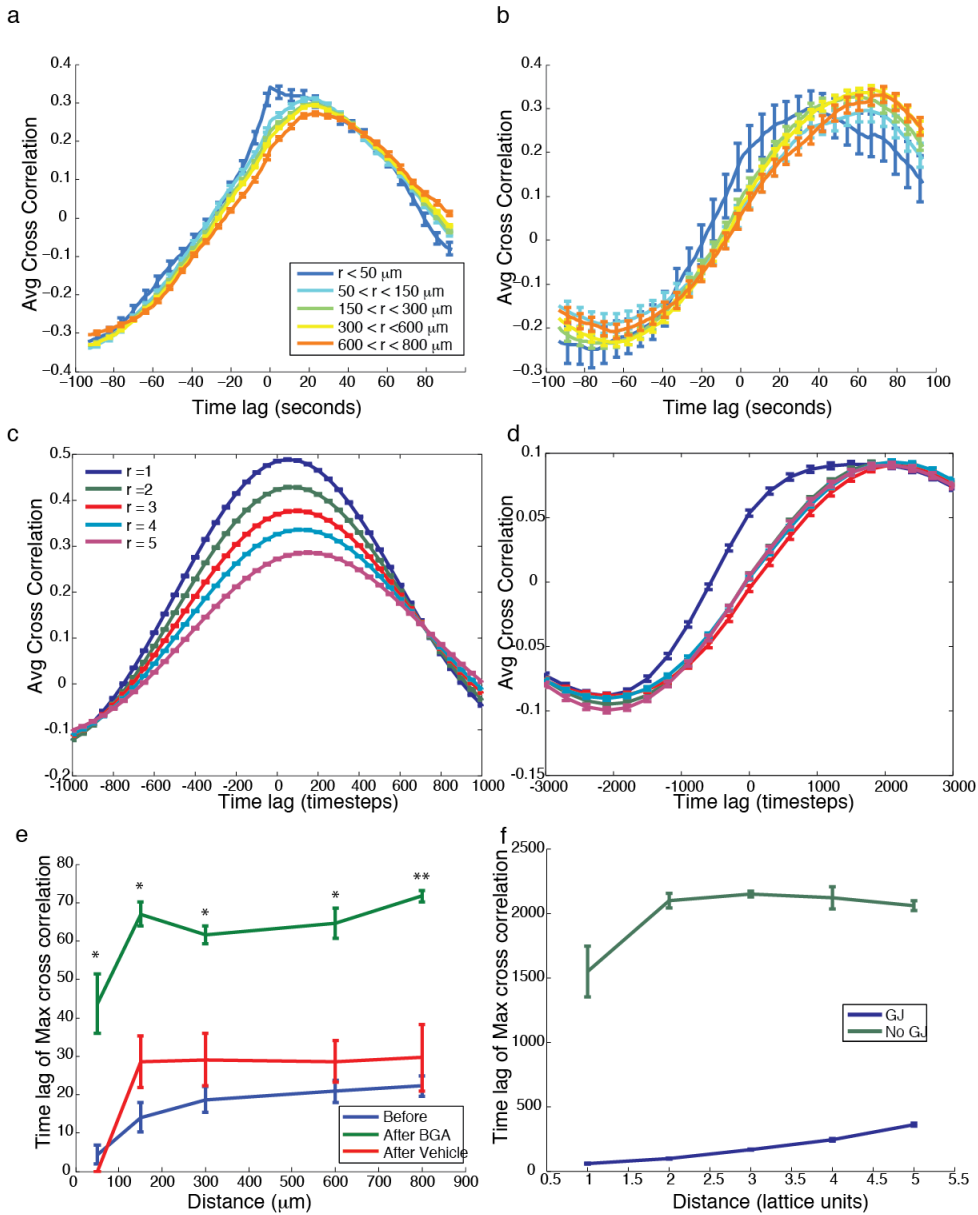 a
Avg Cross Correlation
0.4
0.3
0.2
0.1
0
−0.1
−0.2
−0.3
−0.4
−100 −80 −60 −40 −20 0 20 40 60 80
Time lag (seconds)
r < 50 μm
50 < r < 150 μm
150 < r < 300 μm
300 < r <600 μm
600 < r < 800 μm
b
Avg Cross Correlation
0.4
0.3
0.2
0.1
0
−0.1
−0.2
−0.3
−100 −80 −60 −40 −20 0 20 40 60 80 100
Time lag (seconds)
c
Avg Cross Correlation
0.5
0.4
0.3
0.2
0.1
0
-0.1
-0.2
-1000 -800 -600 -400 -200 0 200 400 600 800 1000
Time lag (timesteps)
r =1
r =2
r = 3
r = 4
r = 5
d
Avg Cross Correlation
0.1
0.05
0
-0.05
-0.1
-0.15
-3000 -2000 -1000 0 1000 2000 3000
Time lag (timesteps)
e
Time lag of Max cross correlation
80
70
60
50
40
30
20
10
0
0 100 200 300 400 500 600 700 800 900
Distance (μm)
* * * * **
Before
After BGA
After Vehicle
f
Time lag of Max cross correlation
2500
2000
1500
1000
500
0
0.5 1 1.5 2 2.5 3 3.5 4 4.5 5 5.5
Distance (lattice units)
GJ
No GJ